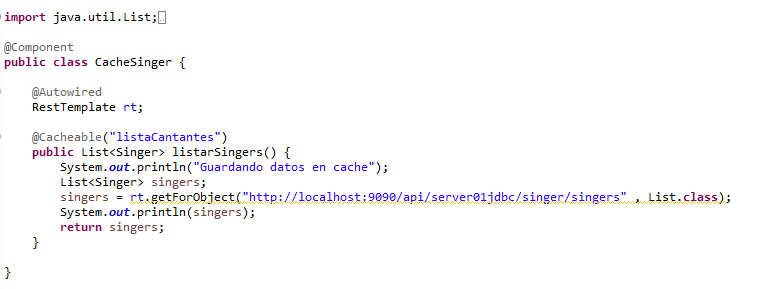 import java.util.List;
@Component
public class CacheSinger {
@Autowired
RestTemplate rt;
@Cacheable("listaCantantes")
public List<Singer> listarSingers() {
System.out.println("Guardando datos en cache");
List<Singer> singers;
singers = rt.getForObject("http://localhost:9090/api/server01jdbc/singer/singers" , List.class);
System.out.println(singers);
return singers;
}
}